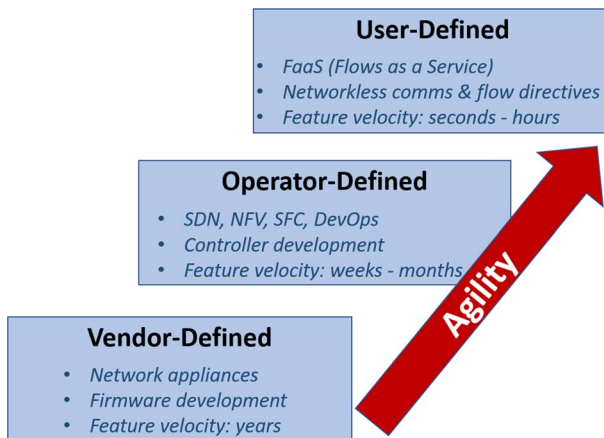 User-Defined
• FaaS (Flows as a Service)
• Networkless comms & flow directives
• Feature velocity: seconds - hours
Operator-Defined
• SDN, NFV, SFC, DevOps
• Controller development
• Feature velocity: weeks - months
Agility
Vendor-Defined
• Network appliances
• Firmware development
• Feature velocity: years